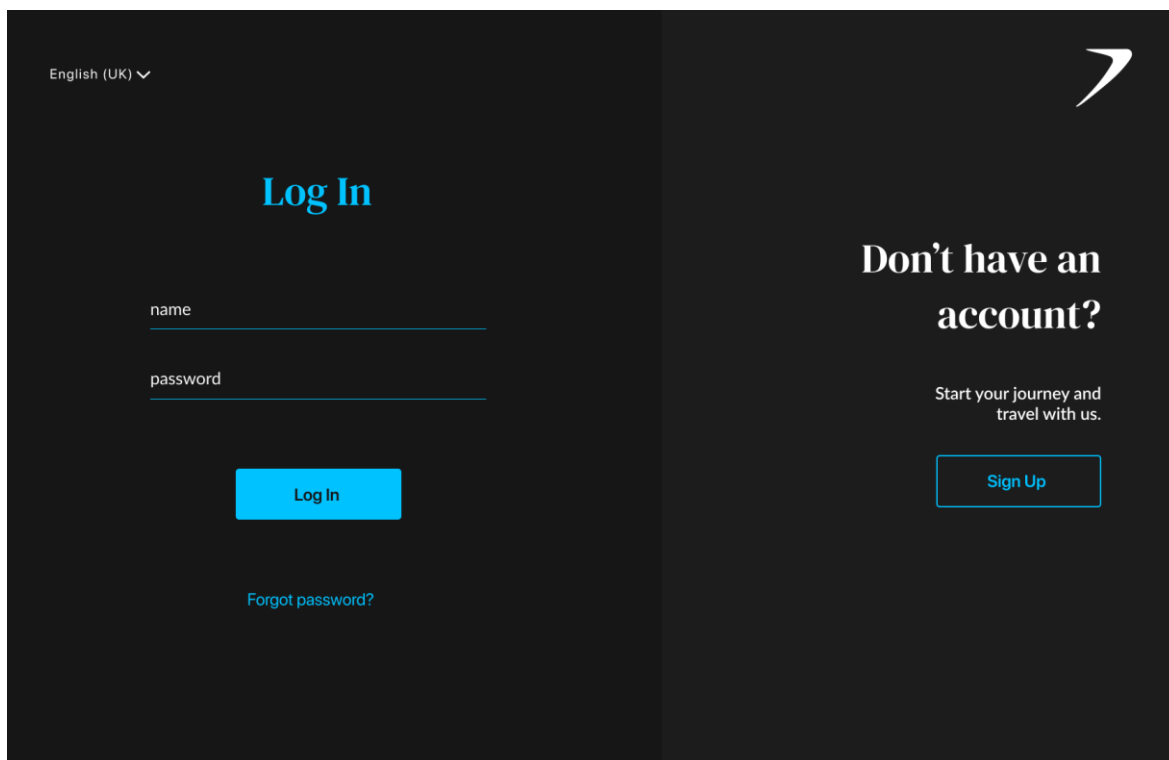 English (UK)
Log In
name
password
Log In
Forgot password?
Don’t have an
account?
Start your journey and
travel with us.
Sign Up